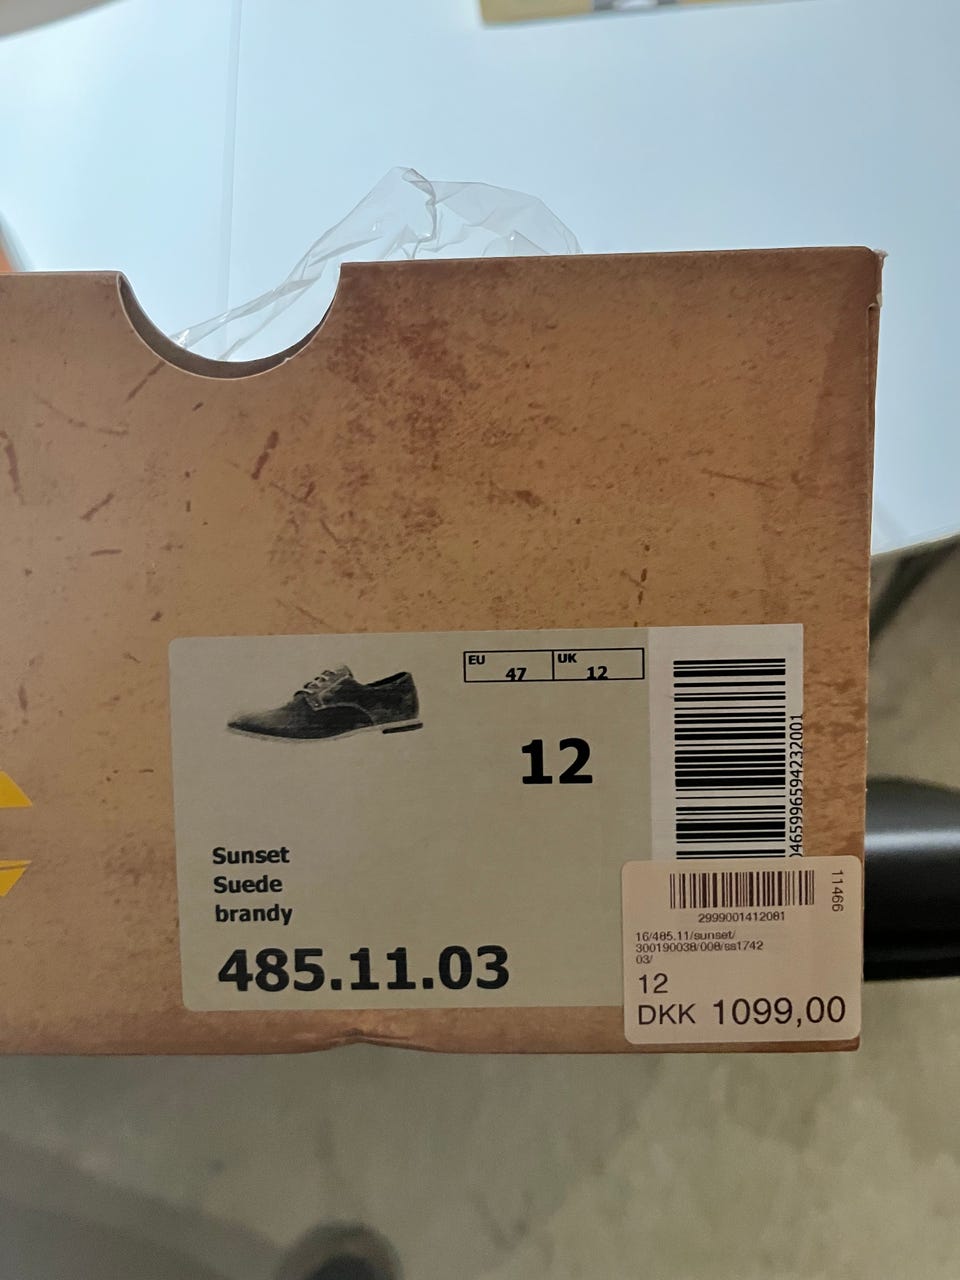 EU 47 UK 12
12
Sunset
Suede
brandy
485.11.03
0465996594232001
11466
2999001412081
16/485.11/sunset/
300190038/008/ss1742
03/
12
DKK 1099,00